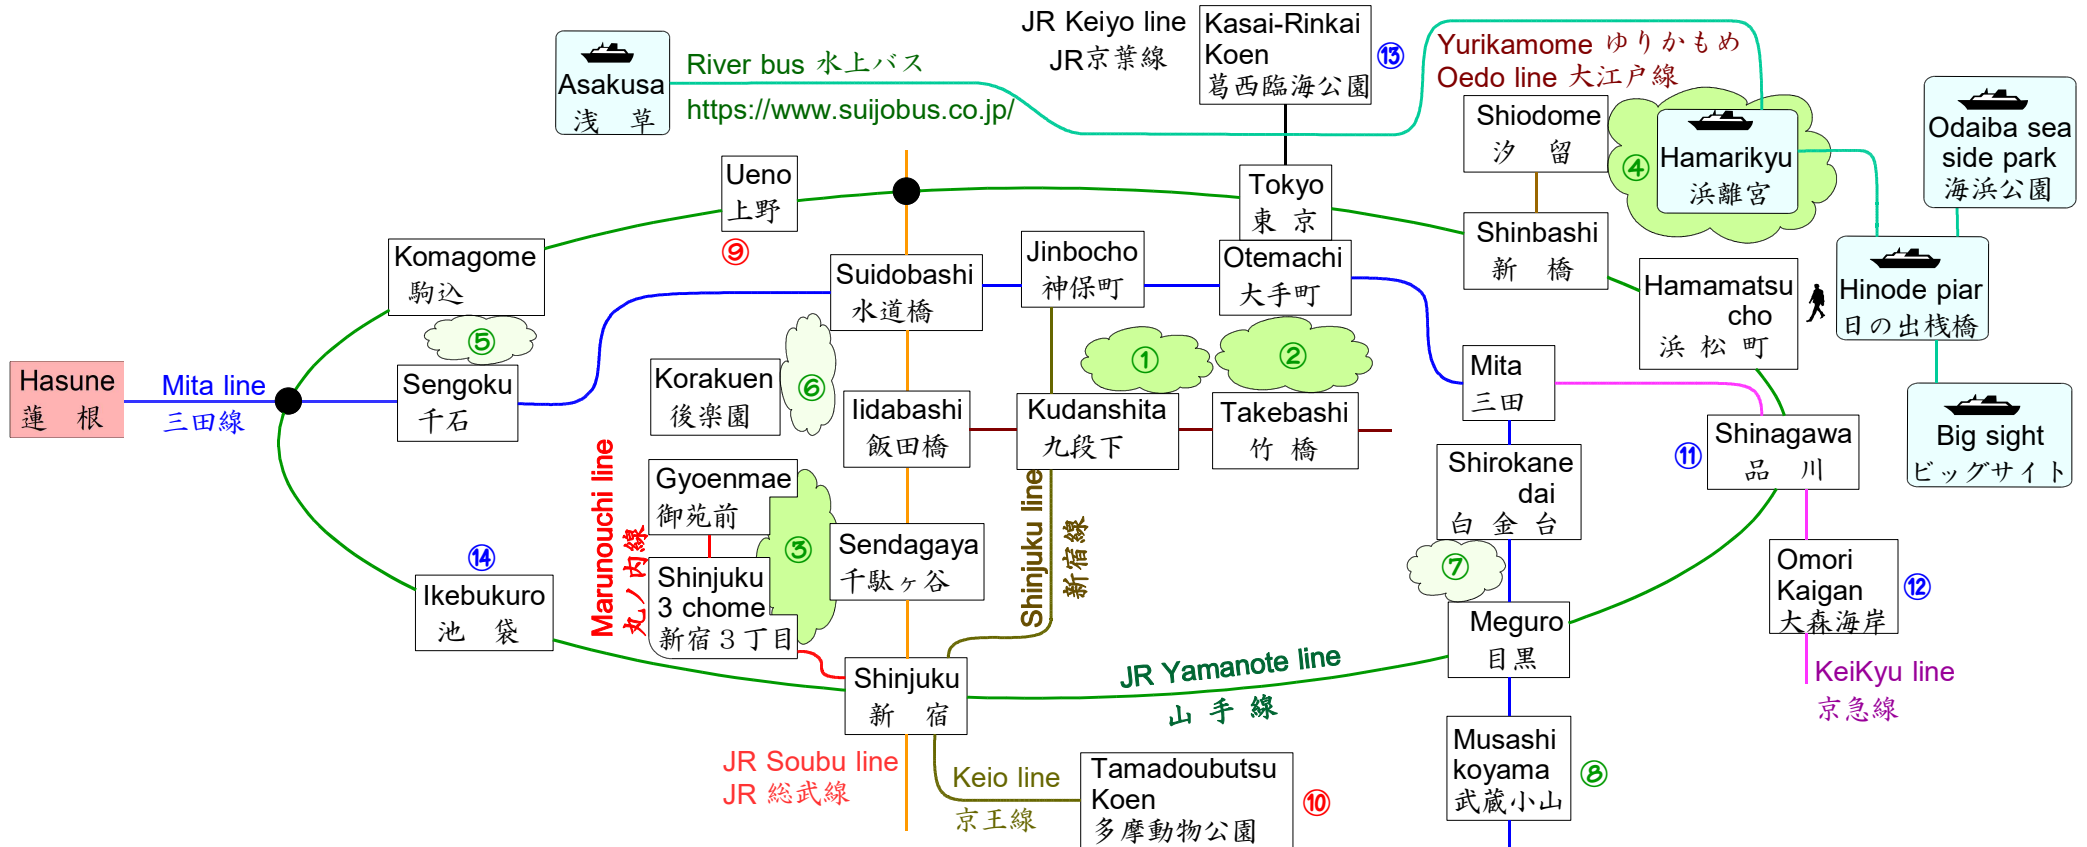 JR Keiyo line
JR京葉線
Kasai-Rinkai
Koen
葛西臨海公園
⑬
Yurikamome ゆりかもめ
Oedo line 大江戸線
Asakusa
浅 草
River bus 水上バス
https://www.suijobus.co.jp/
Shiodome
汐 留
④
Hamarikyu
浜離宮
Odaiba sea
side park
海浜公園
Ueno
上野
⑨
Tokyo
東 京
Shinbashi
新 橋
Komagome
駒込
⑤
Suidobashi
水道橋
Jinbocho
神保町
Otemachi
大手町
Hamamatsu
cho
浜 松 町
Hinode piar
日の出桟橋
Hasune
蓮 根
Mita line
三田線
Sengoku
千石
Korakuen
後楽園
⑥
①
②
Mita
三田
Iidabashi
飯田橋
Kudanshita
九段下
Takebashi
竹 橋
Shinagawa
品 川
⑪
Big sight
ビッグサイト
Marunouchi line
丸ノ内線
Gyoenmae
御苑前
③
Shinjuku
3 chome
新宿３丁目
Sendagaya
千駄ヶ谷
Shinjuku line
新宿線
Shirokane
dai
白 金 台
⑦
Omori
Kaigan
大森海岸
⑫
⑭
Ikebukuro
池 袋
Meguro
目黒
Shinjuku
新 宿
JR Yamanote line
山 手 線
KeiKyu line
京急線
JR Soubu line
JR 総武線
Keio line
京王線
Tamadoubutsu
Koen
多摩動物公園
⑩
Musashi
koyama
武蔵小山
⑧